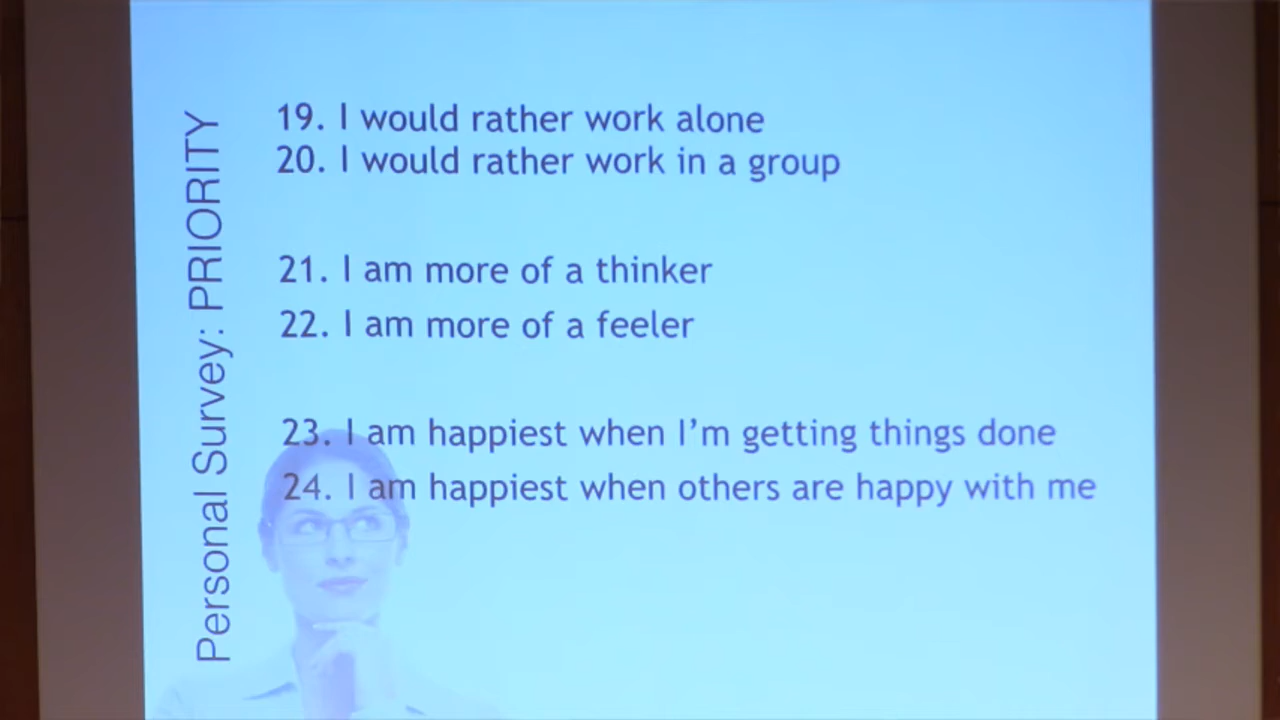 Personal Survey: PRIORITY
19. I would rather work alone
20. I would rather work in a group
21. I am more of a thinker
22. I am more of a feeler
23. I am happiest when I’m getting things done
24. I am happiest when others are happy with me